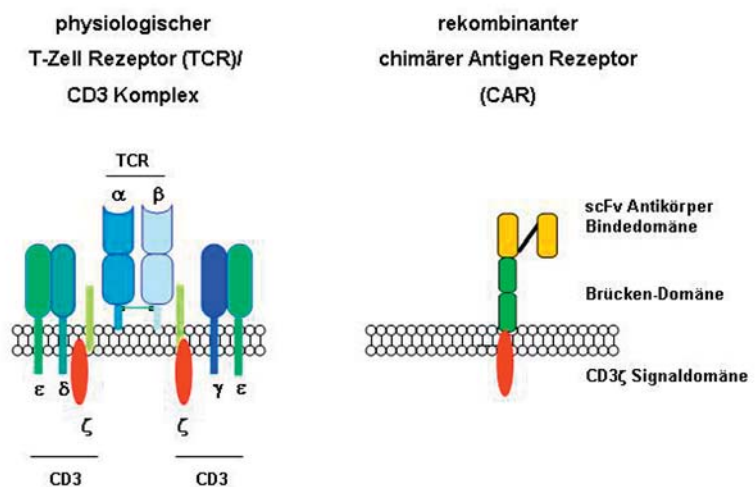 physiologischer
T-Zell Rezeptor (TCR)/
CD3 Komplex
TCR
α β
ε δ ζ ζ γ ε
CD3 CD3
rekombinanter
chimärer Antigen Rezeptor
(CAR)
scFv Antikörper
Bindedomäne
Brücken-Domäne
CD3ζ Signaldomäne